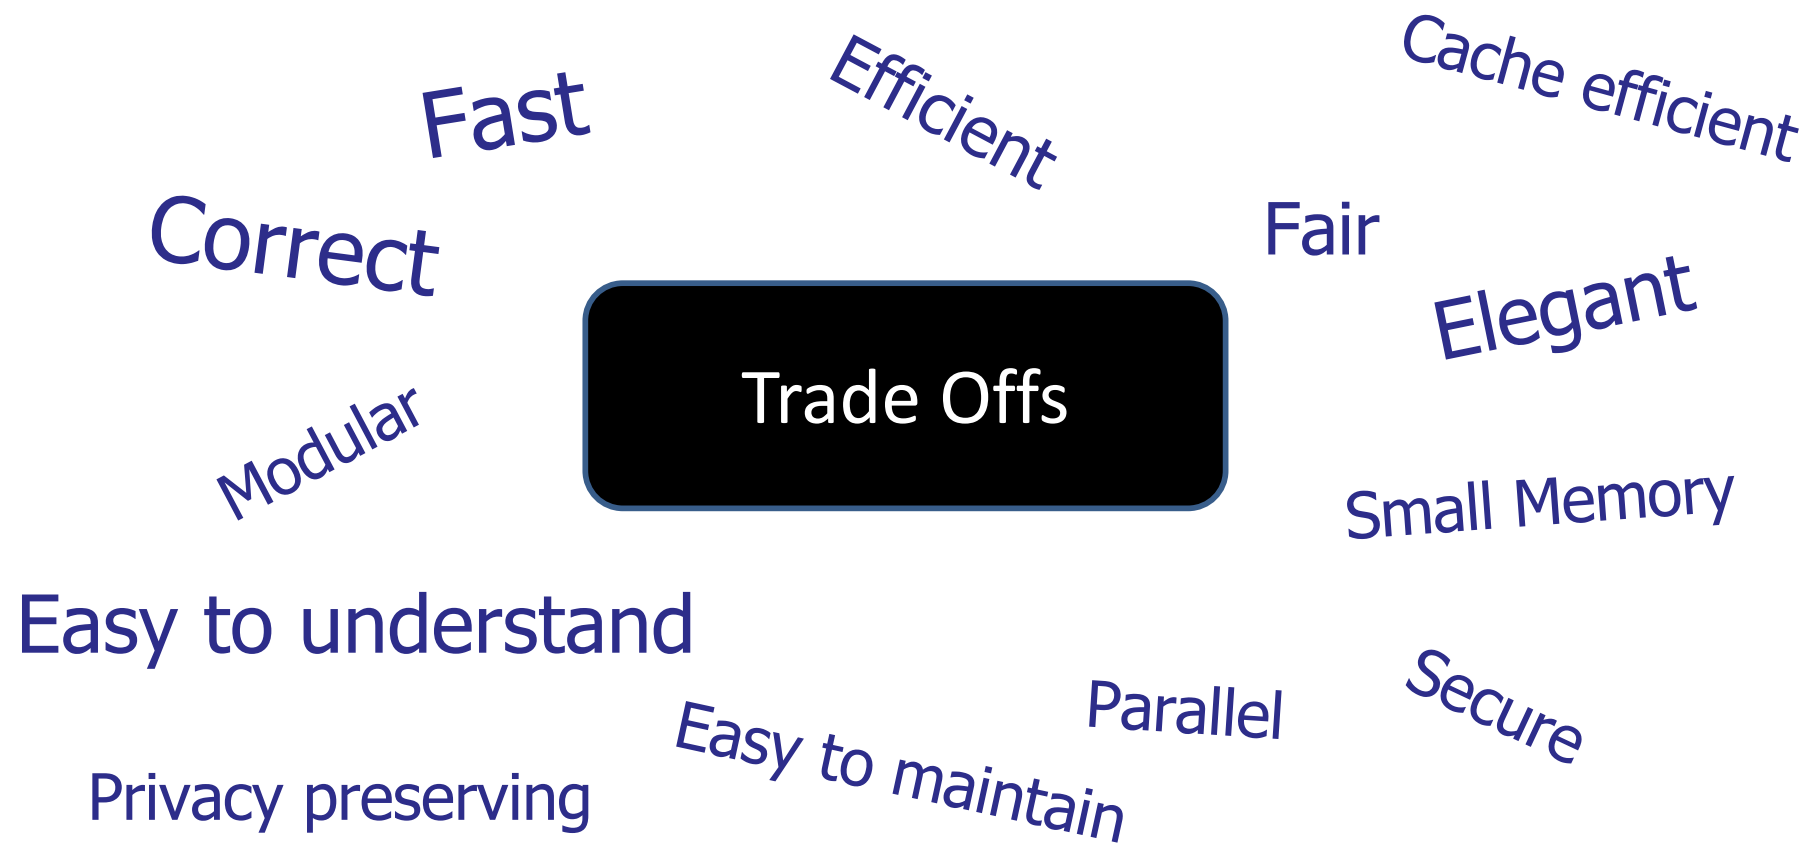 Fast
Efficient
Cache efficient
Correct
Fair
Elegant
Trade Offs
Modular
Small Memory
Easy to understand
Secure
Parallel
Easy to maintain
Privacy preserving